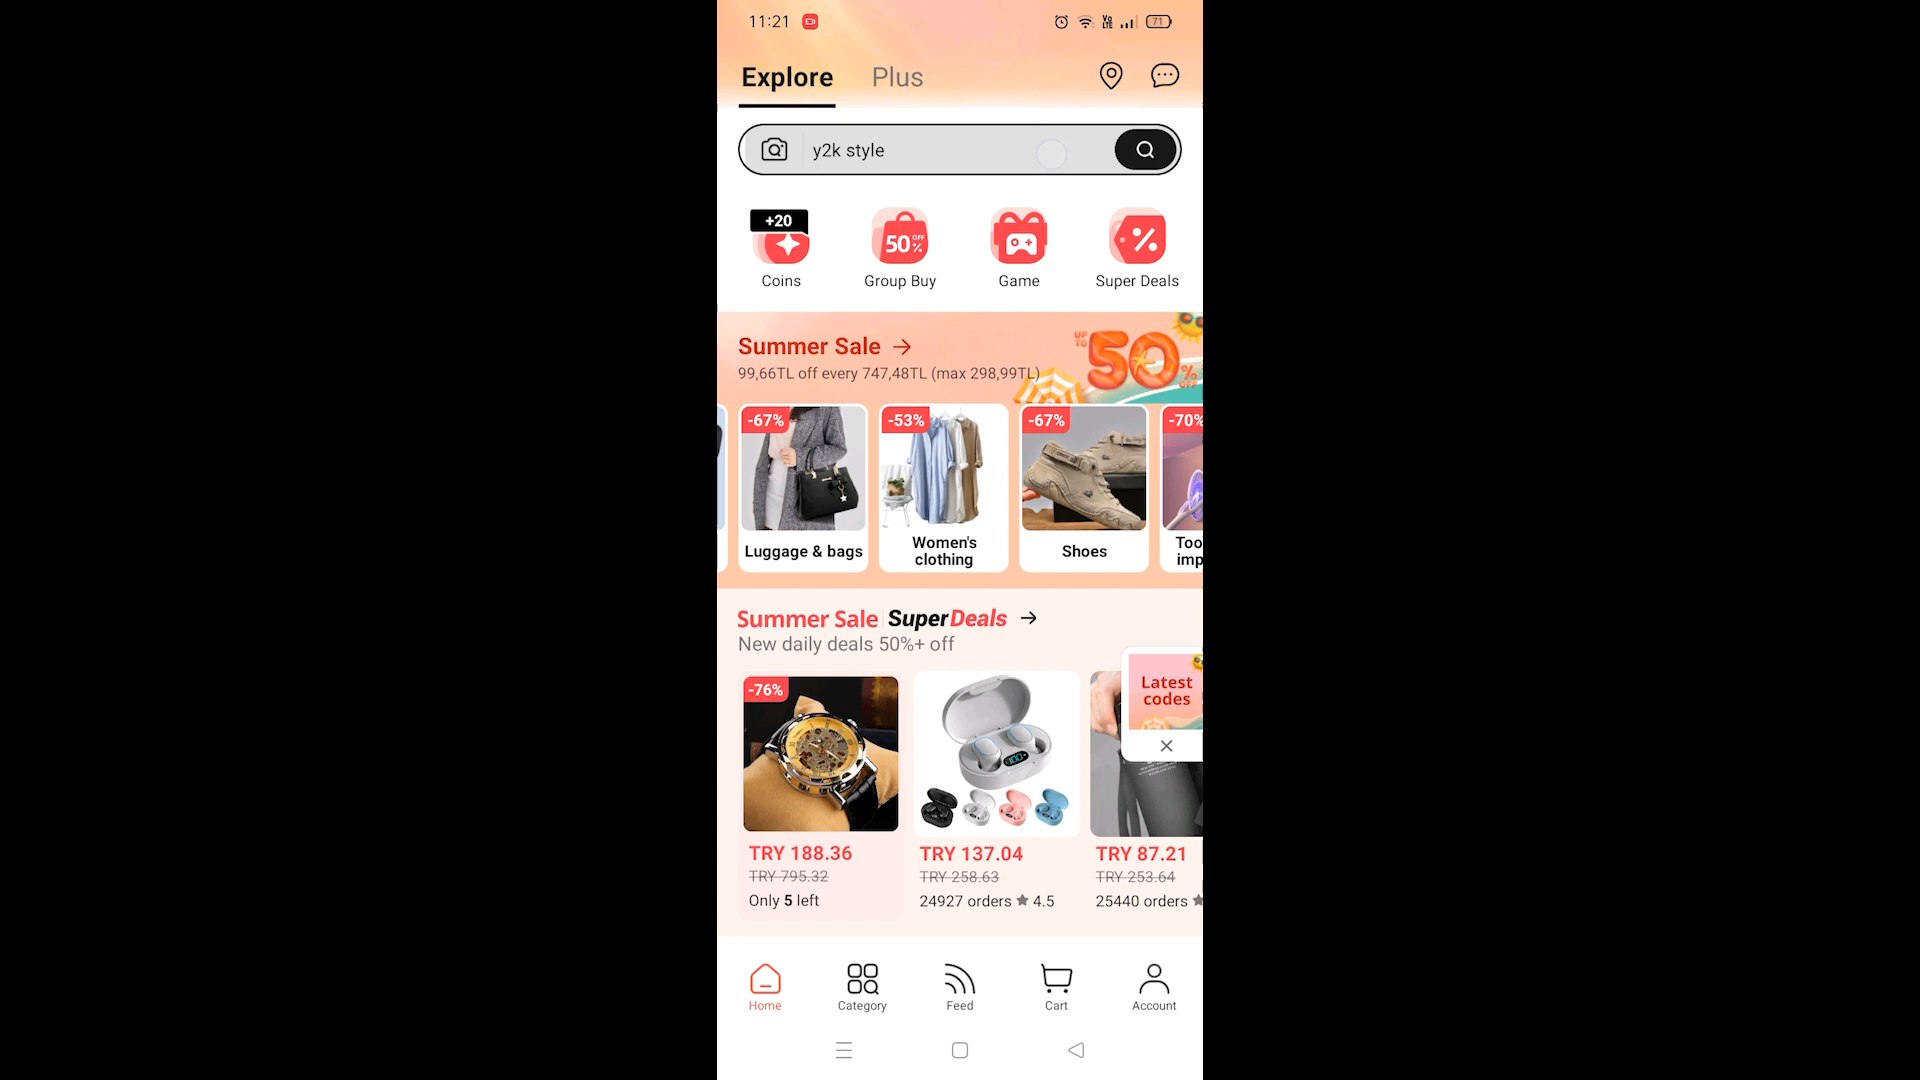 11:21
71
Explore Plus
y2k style
+20
50% OFF
Coins Group Buy Game Super Deals
Summer Sale →
99,66TL off every 747,48TL (max 298,99TL)
UP TO 50% OFF
-67% -53% -67% -70%
Luggage & bags
Women's
clothing
Shoes
Too
imp
Summer Sale SuperDeals →
New daily deals 50%+ off
Latest
codes
-76%
TRY 188.36 TRY 137.04 TRY 87.21
TRY 795.32 TRY 258.63 TRY 253.64
Only 5 left 24927 orders ★ 4.5 25440 orders ★
Home Category Feed Cart Account